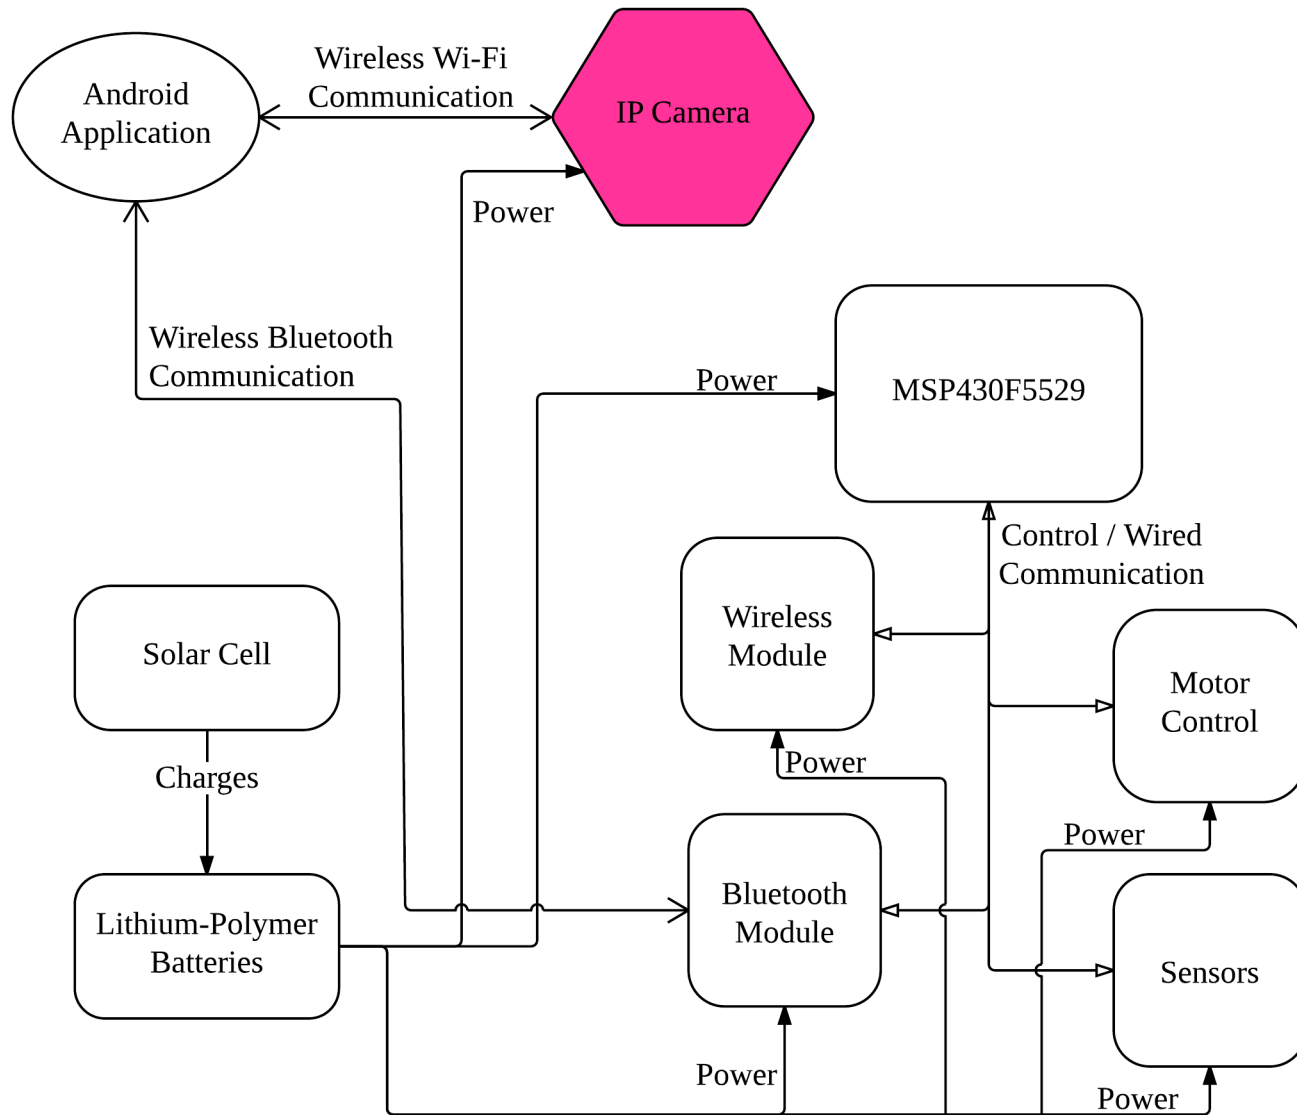 Android
Application
Wireless Wi-Fi
Communication
IP Camera
Power
Wireless Bluetooth
Communication
Power
MSP430F5529
Control / Wired
Communication
Wireless
Module
Solar Cell
Motor
Control
Charges
Power
Power
Lithium-Polymer
Batteries
Bluetooth
Module
Sensors
Power
Power